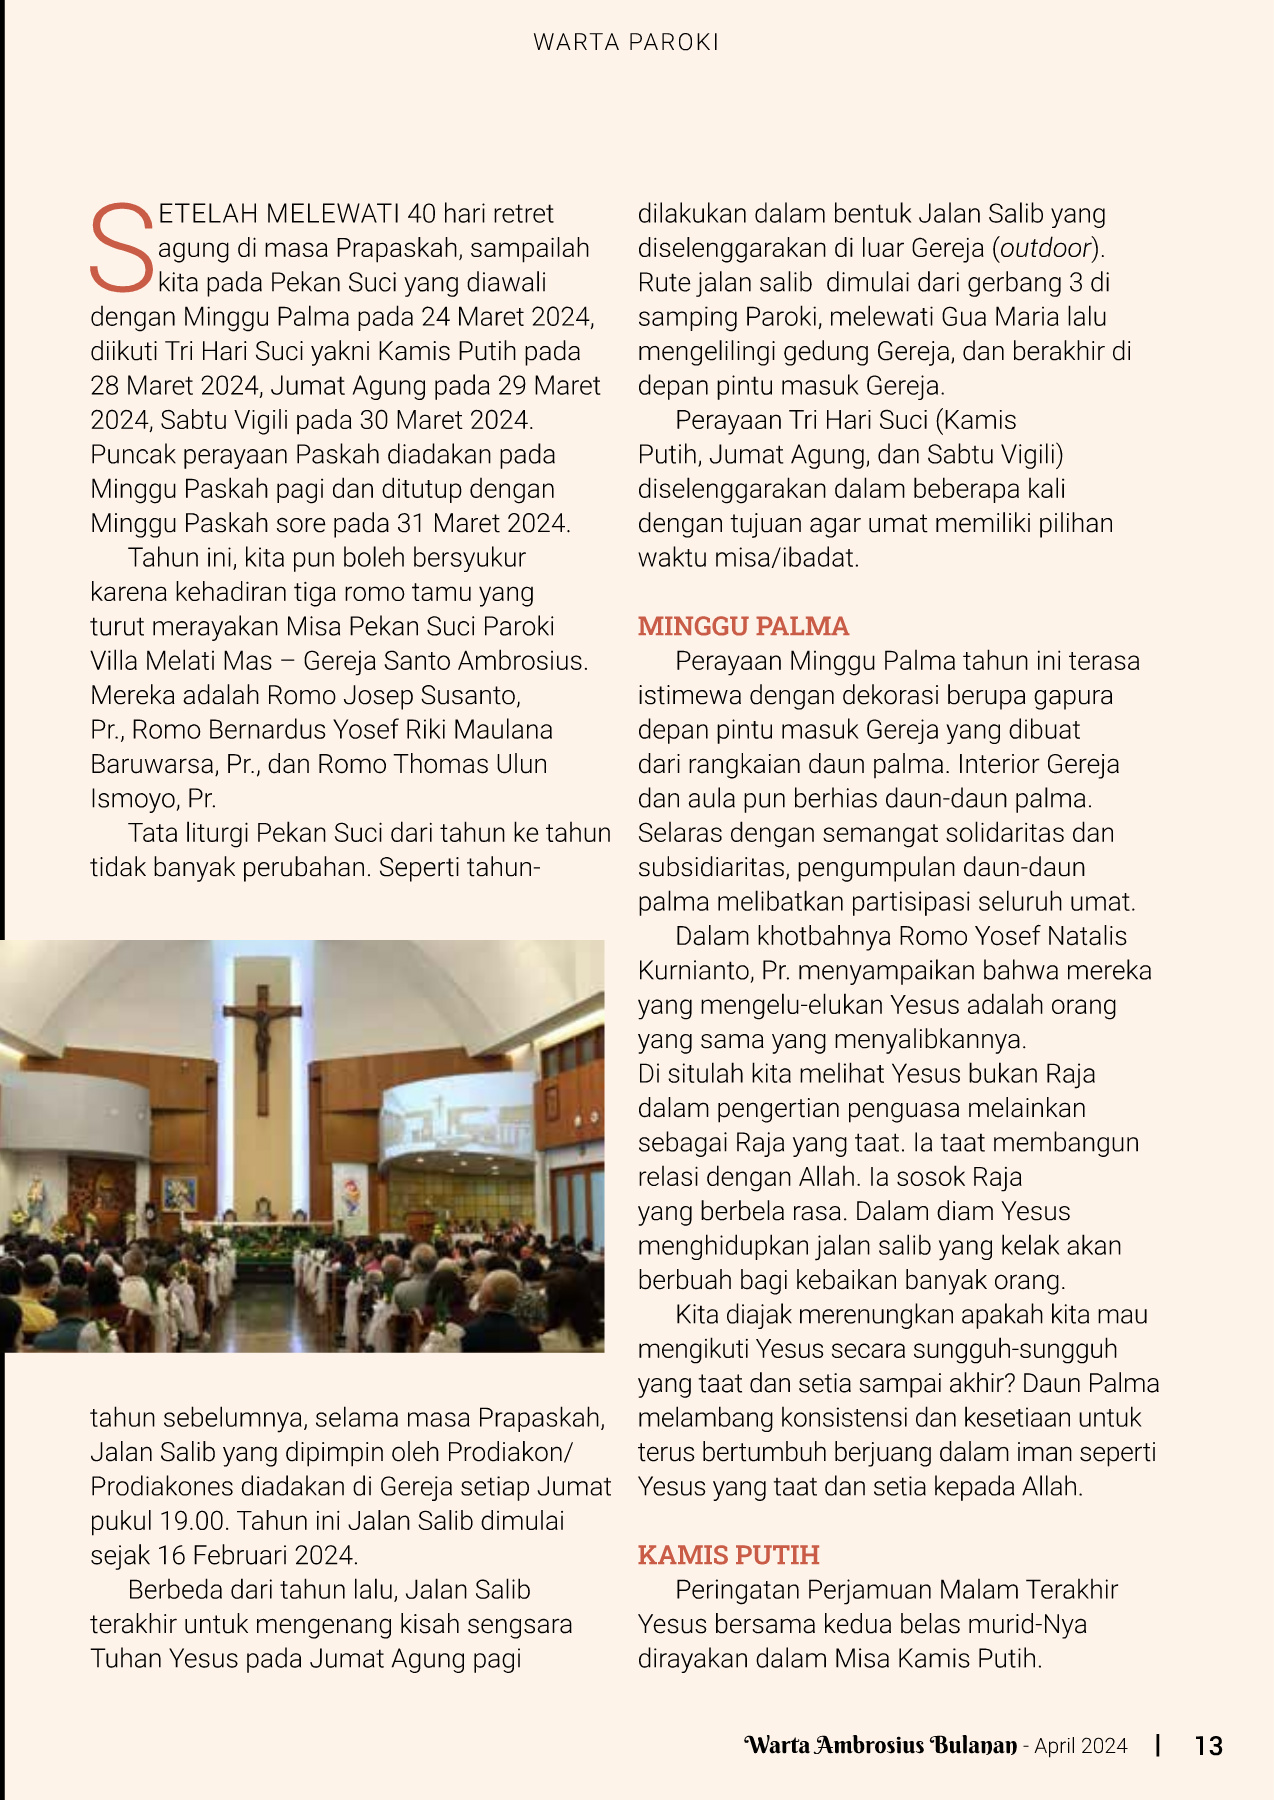 WARTA PAROKI
SETELAH MELEWATI 40 hari retret
agung di masa Prapaskah, sampailah
kita pada Pekan Suci yang diawali
dengan Minggu Palma pada 24 Maret 2024,
diikuti Tri Hari Suci yakni Kamis Putih pada
28 Maret 2024, Jumat Agung pada 29 Maret
2024, Sabtu Vigili pada 30 Maret 2024.
Puncak perayaan Paskah diadakan pada
Minggu Paskah pagi dan ditutup dengan
Minggu Paskah sore pada 31 Maret 2024.
Tahun ini, kita pun boleh bersyukur
karena kehadiran tiga romo tamu yang
turut merayakan Misa Pekan Suci Paroki
Villa Melati Mas – Gereja Santo Ambrosius.
Mereka adalah Romo Josep Susanto,
Pr., Romo Bernardus Yosef Riki Maulana
Baruwarsa, Pr., dan Romo Thomas Ulun
Ismoyo, Pr.
Tata liturgi Pekan Suci dari tahun ke tahun
tidak banyak perubahan. Seperti tahun-
tahun sebelumnya, selama masa Prapaskah,
Jalan Salib yang dipimpin oleh Prodiakon/
Prodiakones diadakan di Gereja setiap Jumat
pukul 19.00. Tahun ini Jalan Salib dimulai
sejak 16 Februari 2024.
Berbeda dari tahun lalu, Jalan Salib
terakhir untuk mengenang kisah sengsara
Tuhan Yesus pada Jumat Agung pagi
dilakukan dalam bentuk Jalan Salib yang
diselenggarakan di luar Gereja (outdoor).
Rute jalan salib  dimulai dari gerbang 3 di
samping Paroki, melewati Gua Maria lalu
mengelilingi gedung Gereja, dan berakhir di
depan pintu masuk Gereja.
Perayaan Tri Hari Suci (Kamis
Putih, Jumat Agung, dan Sabtu Vigili)
diselenggarakan dalam beberapa kali
dengan tujuan agar umat memiliki pilihan
waktu misa/ibadat.
MINGGU PALMA
Perayaan Minggu Palma tahun ini terasa
istimewa dengan dekorasi berupa gapura
depan pintu masuk Gereja yang dibuat
dari rangkaian daun palma. Interior Gereja
dan aula pun berhias daun-daun palma.
Selaras dengan semangat solidaritas dan
subsidiaritas, pengumpulan daun-daun
palma melibatkan partisipasi seluruh umat.
Dalam khotbahnya Romo Yosef Natalis
Kurnianto, Pr. menyampaikan bahwa mereka
yang mengelu-elukan Yesus adalah orang
yang sama yang menyalibkannya.
Di situlah kita melihat Yesus bukan Raja
dalam pengertian penguasa melainkan
sebagai Raja yang taat. Ia taat membangun
relasi dengan Allah. Ia sosok Raja
yang berbela rasa. Dalam diam Yesus
menghidupkan jalan salib yang kelak akan
berbuah bagi kebaikan banyak orang.
Kita diajak merenungkan apakah kita mau
mengikuti Yesus secara sungguh-sungguh
yang taat dan setia sampai akhir? Daun Palma
melambang konsistensi dan kesetiaan untuk
terus bertumbuh berjuang dalam iman seperti
Yesus yang taat dan setia kepada Allah.
KAMIS PUTIH
Peringatan Perjamuan Malam Terakhir
Yesus bersama kedua belas murid-Nya
dirayakan dalam Misa Kamis Putih.
Warta Ambrosius Bulanan - April 2024 | 13